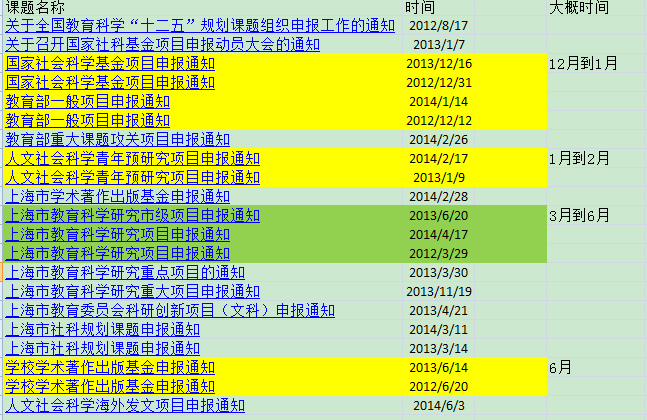 课题名称 时间 大概时间
关于全国教育科学“十二五”规划课题组织申报工作的通知 2012/8/17
关于召开国家社科基金项目申报动员大会的通知 2013/1/7
国家社会科学基金项目申报通知 2013/12/16 12月到1月
国家社会科学基金项目申报通知 2012/12/31
教育部一般项目申报通知 2014/1/14
教育部一般项目申报通知 2012/12/12
教育部重大课题攻关项目申报通知 2014/2/26
人文社会科学青年预研究项目申报通知 2014/2/17 1月到2月
人文社会科学青年预研究项目申报通知 2013/1/9
上海市学术著作出版基金申报通知 2014/2/28
上海市教育科学研究市级项目申报通知 2013/6/20 3月到6月
上海市教育科学研究项目申报通知 2014/4/17
上海市教育科学研究项目申报通知 2012/3/29
上海市教育科学研究重点项目的通知 2013/3/30
上海市教育科学研究重大项目申报通知 2013/11/19
上海市教育委员会科研创新项目（文科）申报通知 2013/4/21
上海市社科规划课题申报通知 2014/3/11
上海市社科规划课题申报通知 2013/3/14
学校学术著作出版基金申报通知 2013/6/14 6月
学校学术著作出版基金申报通知 2012/6/20
人文社会科学海外发文项目申报通知 2014/6/3